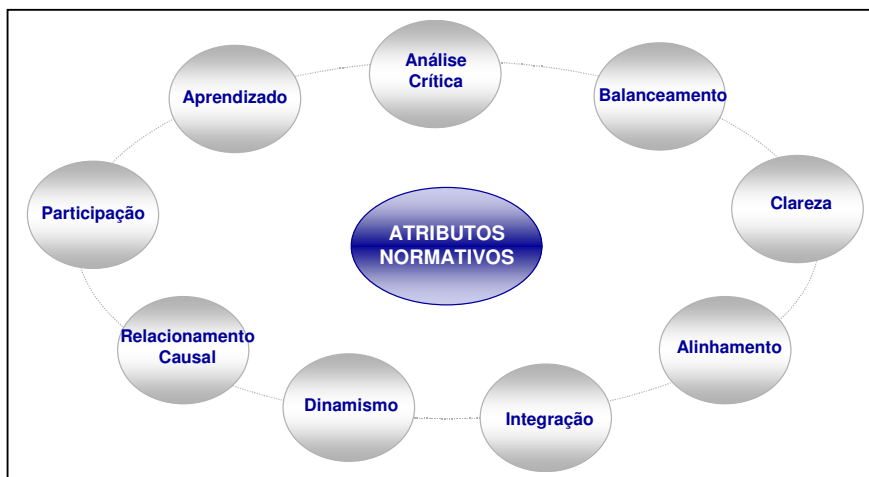 Análise
Crítica
Aprendizado
Balanceamento
Participação
Clareza
ATRIBUTOS
NORMATIVOS
Relacionamento
Causal
Alinhamento
Dinamismo
Integração